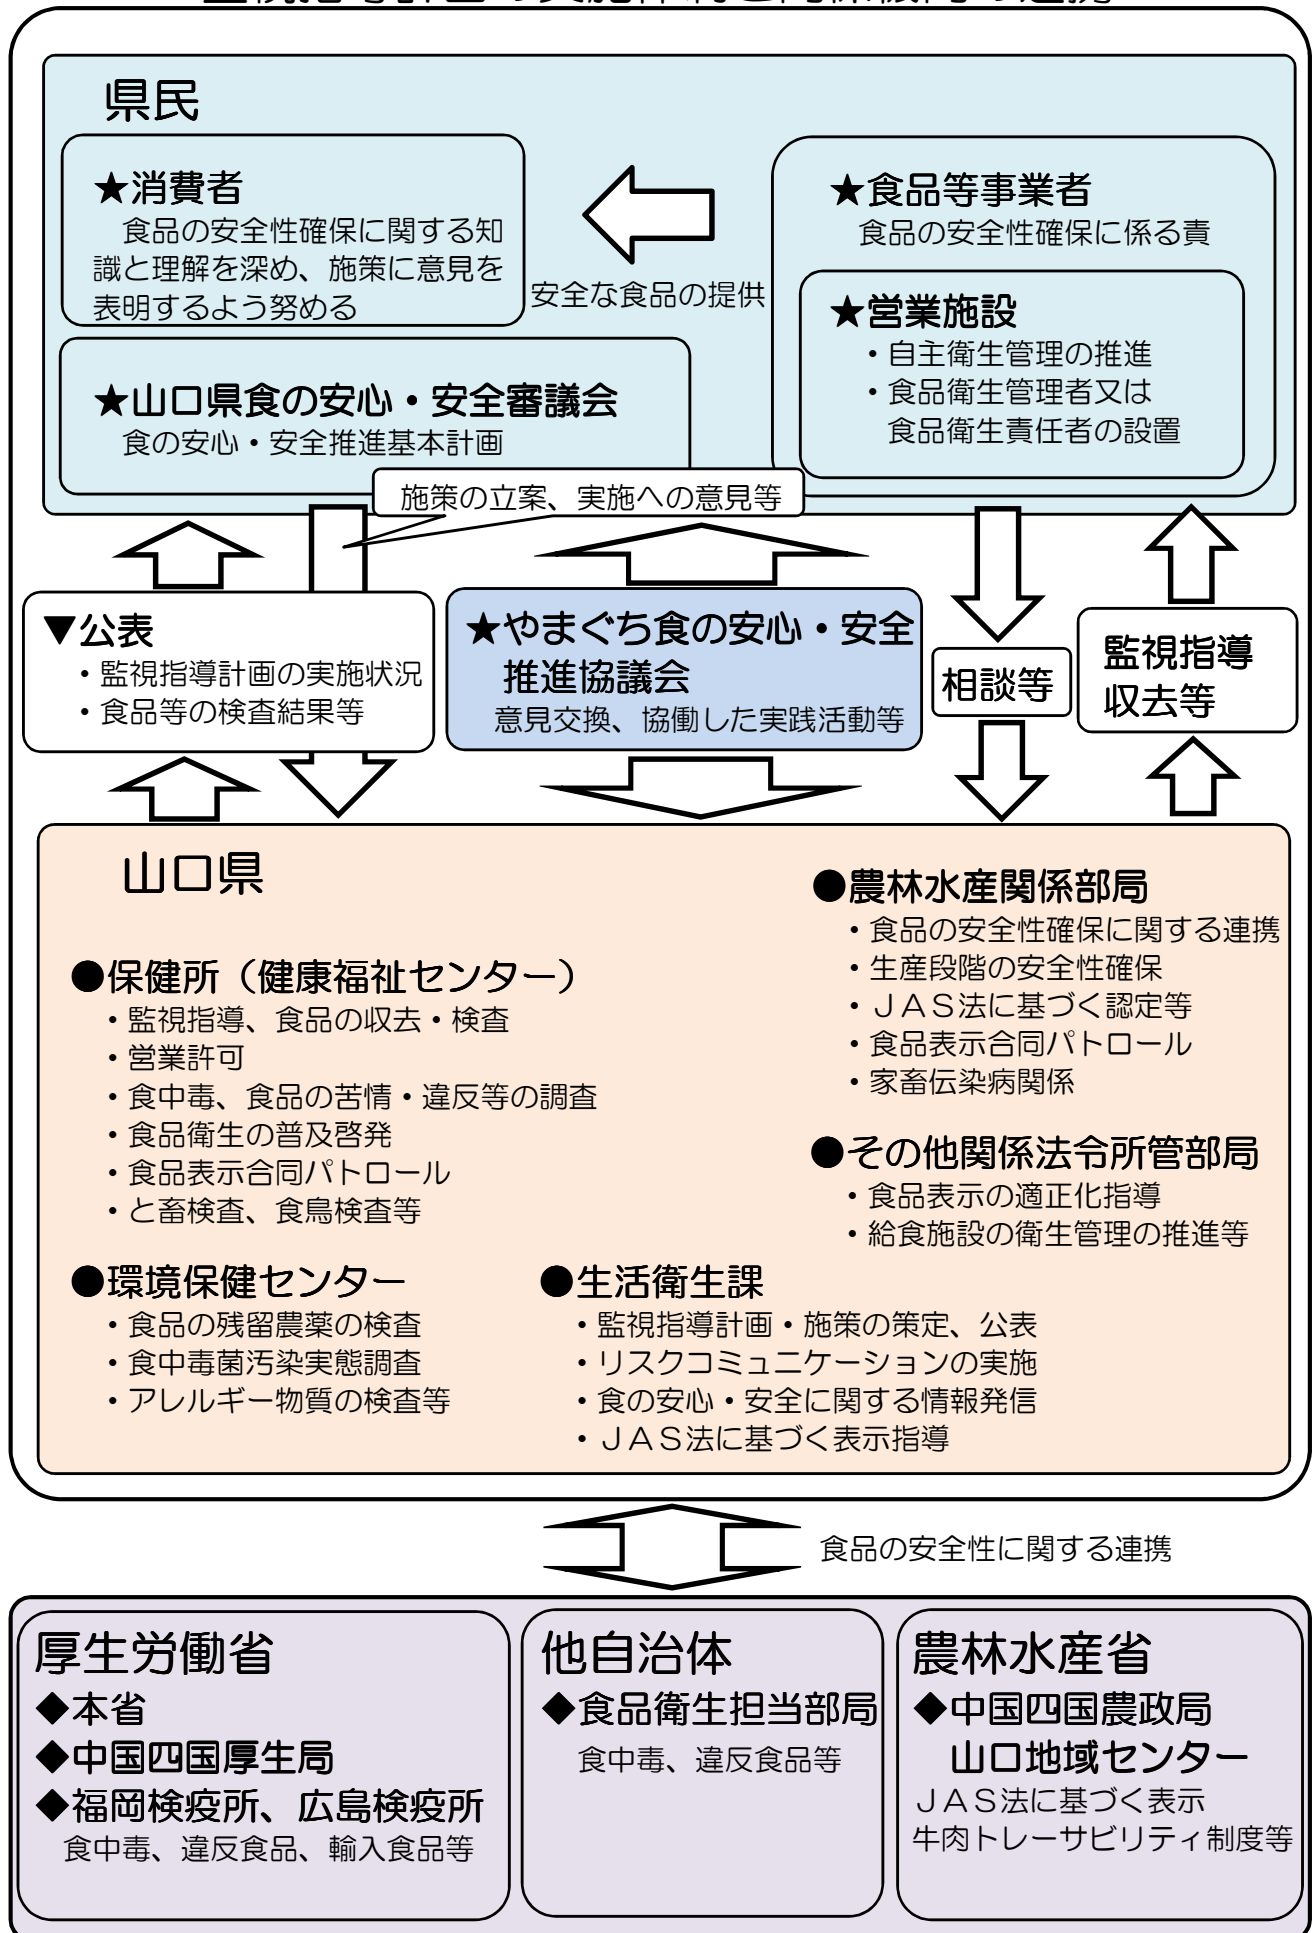 県民
★消費者
食品の安全性確保に関する知
識と理解を深め、施策に意見を
表明するよう努める
安全な食品の提供
★食品等事業者
食品の安全性確保に係る責
★営業施設
・自主衛生管理の推進
・食品衛生管理者又は
食品衛生責任者の設置
★山口県食の安心・安全審議会
食の安心・安全推進基本計画
施策の立案、実施への意見等
▼公表
・監視指導計画の実施状況
・食品等の検査結果等
★やまぐち食の安心・安全
推進協議会
意見交換、協働した実践活動等
相談等
監視指導
収去等
山口県
●保健所（健康福祉センター）
・監視指導、食品の収去・検査
・営業許可
・食中毒、食品の苦情・違反等の調査
・食品衛生の普及啓発
・食品表示合同パトロール
・と畜検査、食鳥検査等
●農林水産関係部局
・食品の安全性確保に関する連携
・生産段階の安全性確保
・ＪＡＳ法に基づく認定等
・食品表示合同パトロール
・家畜伝染病関係
●その他関係法令所管部局
・食品表示の適正化指導
・給食施設の衛生管理の推進等
●環境保健センター
・食品の残留農薬の検査
・食中毒菌汚染実態調査
・アレルギー物質の検査等
●生活衛生課
・監視指導計画・施策の策定、公表
・リスクコミュニケーションの実施
・食の安心・安全に関する情報発信
・ＪＡＳ法に基づく表示指導
食品の安全性に関する連携
厚生労働省
◆本省
◆中国四国厚生局
◆福岡検疫所、広島検疫所
食中毒、違反食品、輸入食品等
他自治体
◆食品衛生担当部局
食中毒、違反食品等
農林水産省
◆中国四国農政局
山口地域センター
ＪＡＳ法に基づく表示
牛肉トレーサビリティ制度等